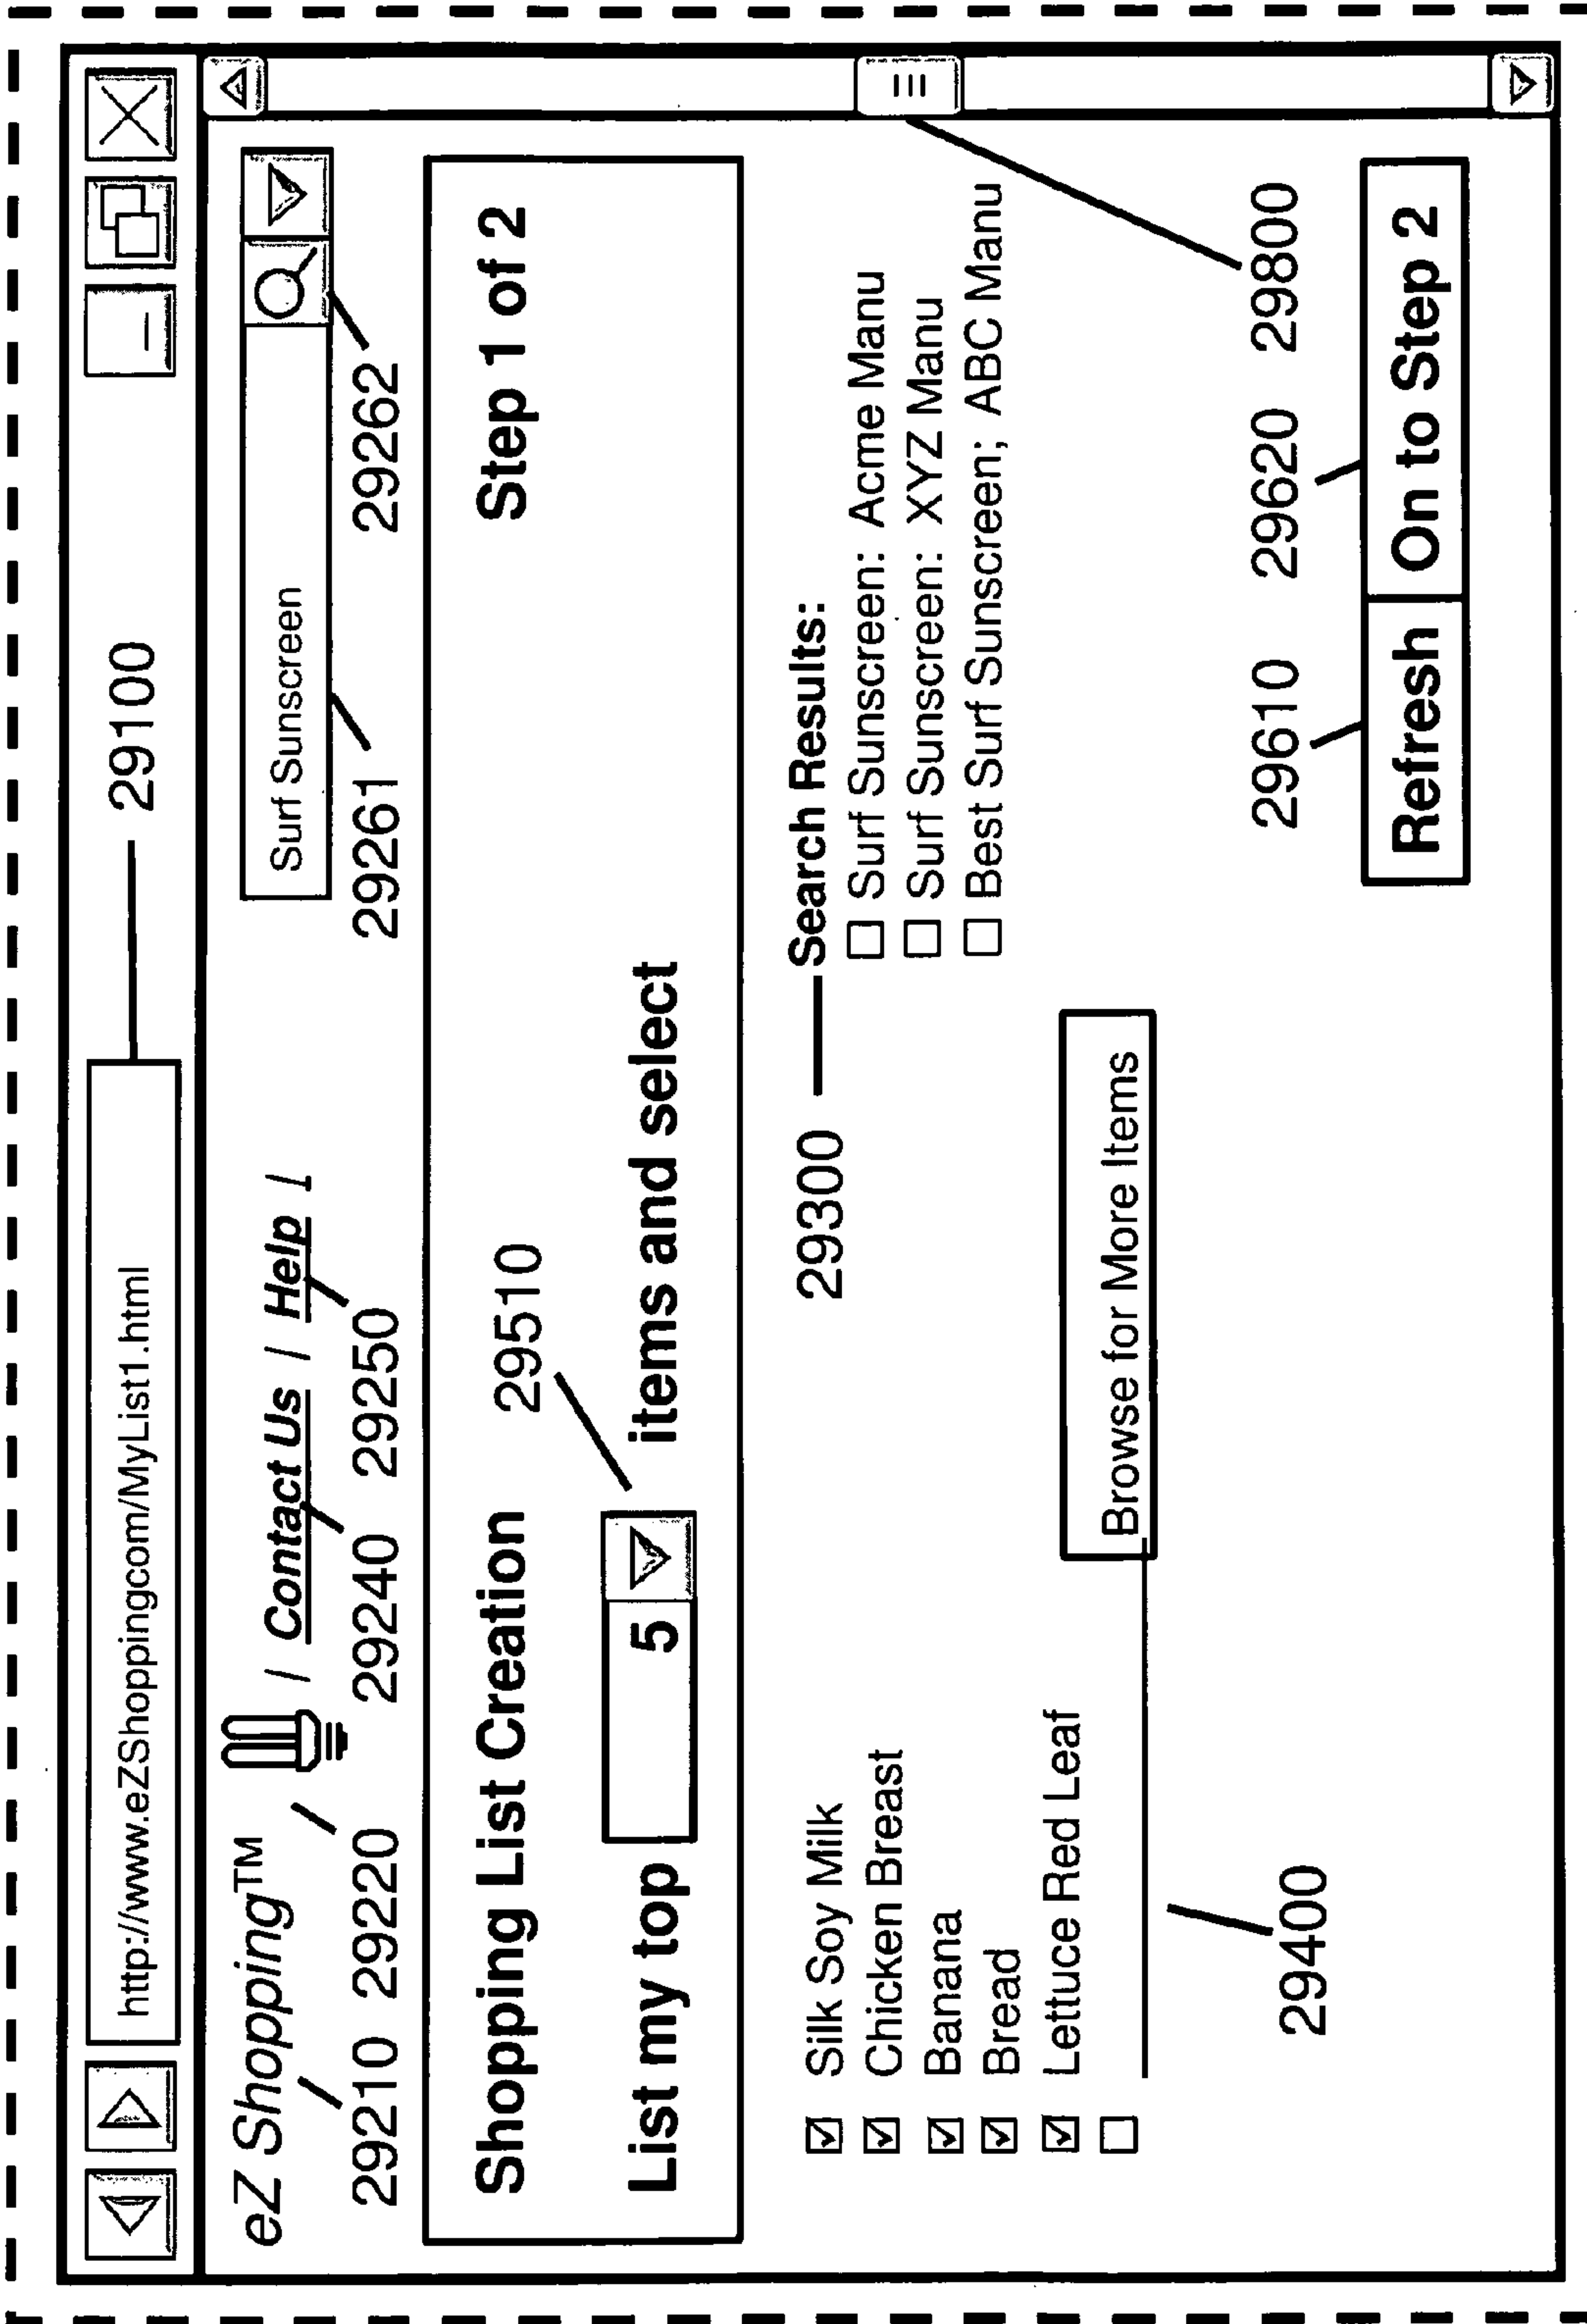 http://www.eZShoppingcom/MyList1.html 29100
eZ Shopping™ / Contact Us / Help /
Surf Sunscreen
29210 29220 29240 29250 29261 29262
Shopping List Creation Step 1 of 2
29510
List my top 5 items and select
Silk Soy Milk
Chicken Breast
Banana
Bread
Lettuce Red Leaf
Browse for More Items
29400
29300 Search Results:
Surf Sunscreen: Acme Manu
Surf Sunscreen: XYZ Manu
Best Surf Sunscreen; ABC Manu
29610 29620 29800
Refresh On to Step 2